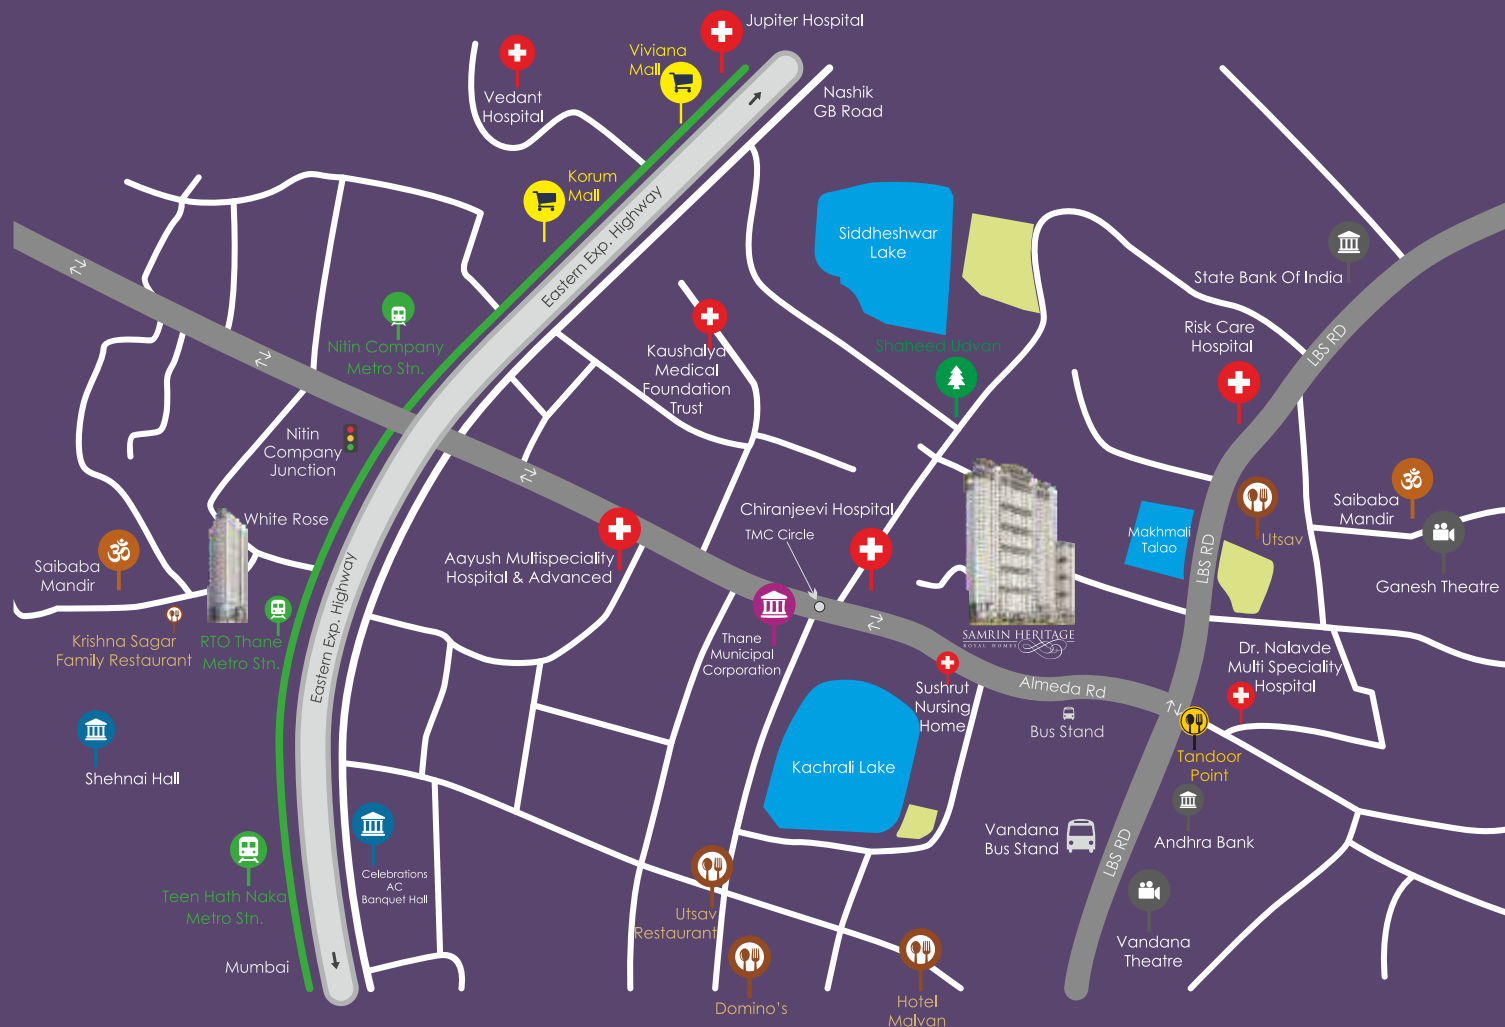 Jupiter Hospital
Viviana
Mall
Vedant
Hospital
Nashik
GB Road
Korum
Mall
Eastern Exp. Highway
Siddheshwar
Lake
State Bank Of India
LBS RD
Risk Care
Hospital
Nitin Company
Metro Stn.
Kaushalya
Medical
Foundation
Trust
Shaheed Udvan
Nitin
Company
Junction
White Rose
Chiranjeevi Hospital
TMC Circle
Saibaba
Mandir
Utsav
Makhmali
Talao
LBS RD
Ganesh Theatre
Saibaba
Mandir
Aayush Multispeciality
Hospital & Advanced
Eastern Exp. Highway
Krishna Sagar
Family Restaurant
RTO Thane
Metro Stn.
Thane
Municipal
Corporation
SAMRIN HERITAGE
ROYAL HOMES
Dr. Nalavde
Multi Speciality
Hospital
Sushrut
Nursing
Home
Almeda Rd
Bus Stand
Shehnai Hall
Kachrali Lake
Tandoor
Point
Vandana
Bus Stand
Andhra Bank
LBS RD
Celebrations
AC
Banquet Hall
Teen Hath Naka
Metro Stn.
Utsav
Restaurant
Vandana
Theatre
Mumbai
Domino's
Hotel
Malvan